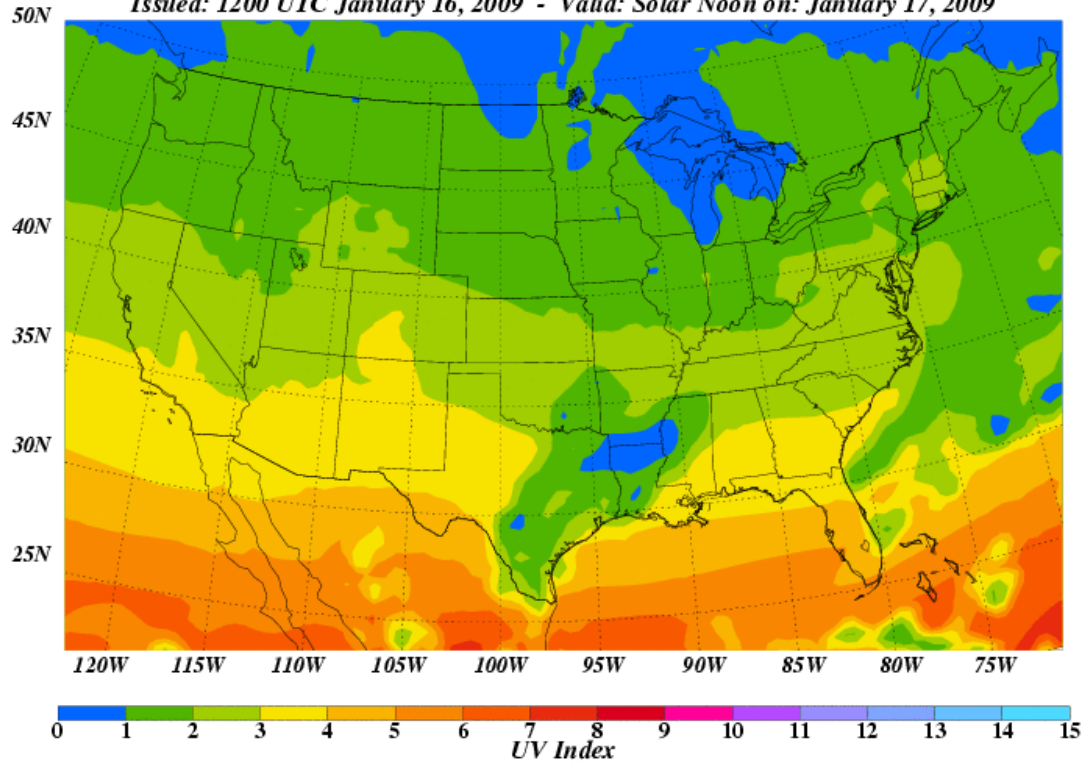 Issued: 1200 UTC January 16, 2009 - Valid: Solar Noon on: January 17, 2009
50N
45N
40N
35N
30N
25N
120W 115W 110W 105W 100W 95W 90W 85W 80W 75W
0 1 2 3 4 5 6 7 8 9 10 11 12 13 14 15
UV Index